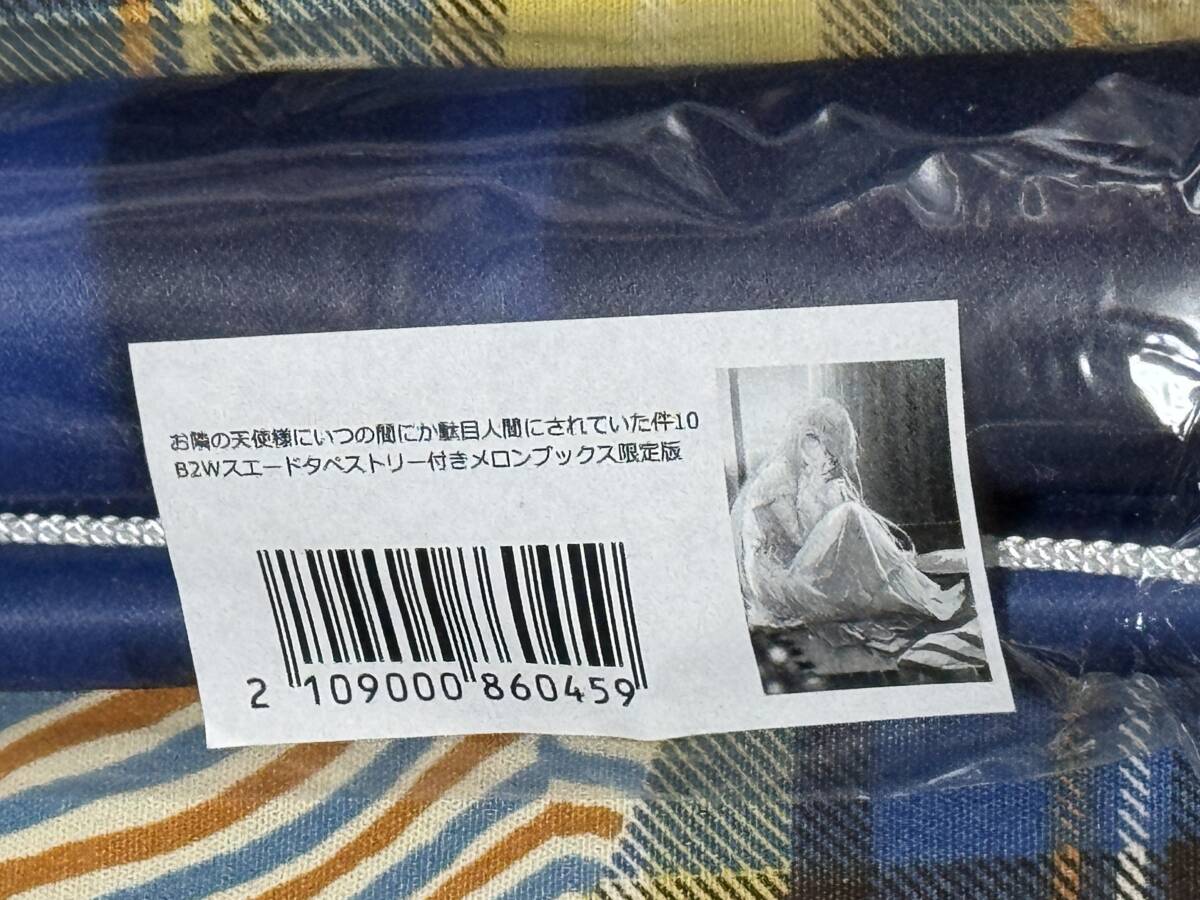 お隣の天使様にいつの間にか駄目人間にされていた件10
B2Wスエードタペストリー付きメロンブックス限定版
2 109000 860459